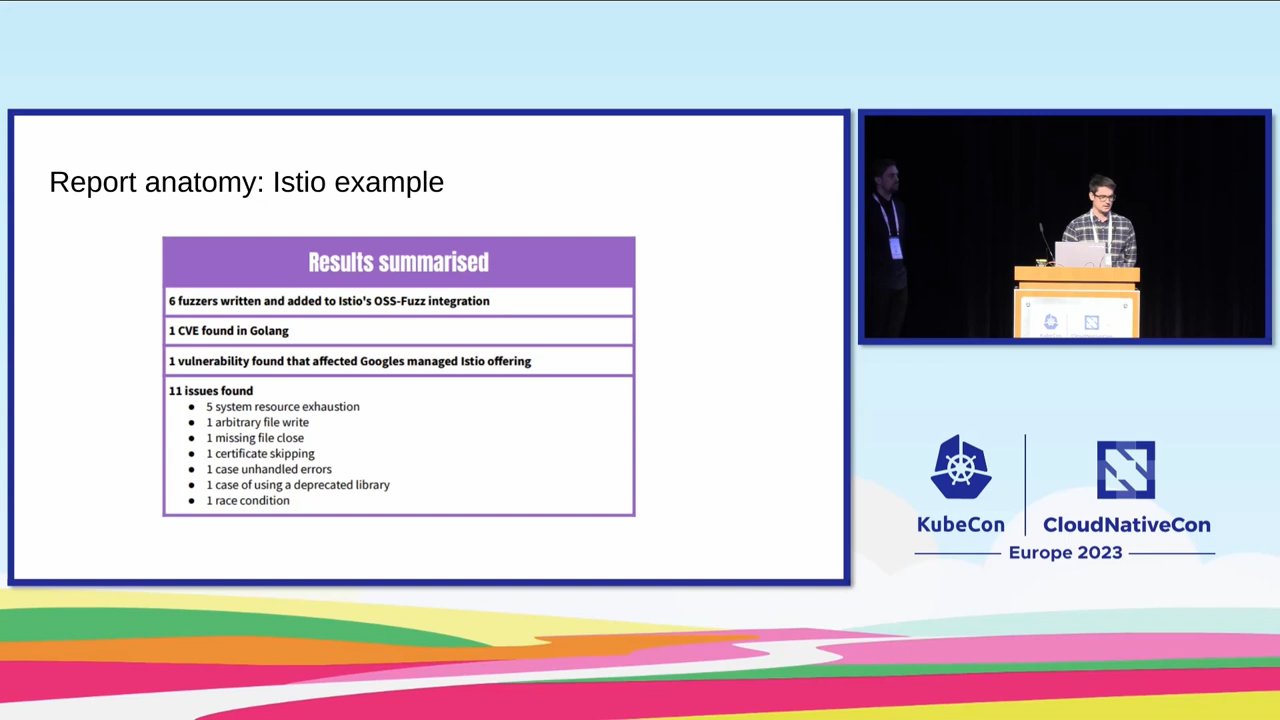 Report anatomy: Istio example
Results summarised
6 fuzzers written and added to Istio's OSS-Fuzz integration
1 CVE found in Golang
1 vulnerability found that affected Googles managed Istio offering
11 issues found
● 5 system resource exhaustion
● 1 arbitrary file write
● 1 missing file close
● 1 certificate skipping
● 1 case unhandled errors
● 1 case of using a deprecated library
● 1 race condition
KubeCon
CloudNativeCon
Europe 2023